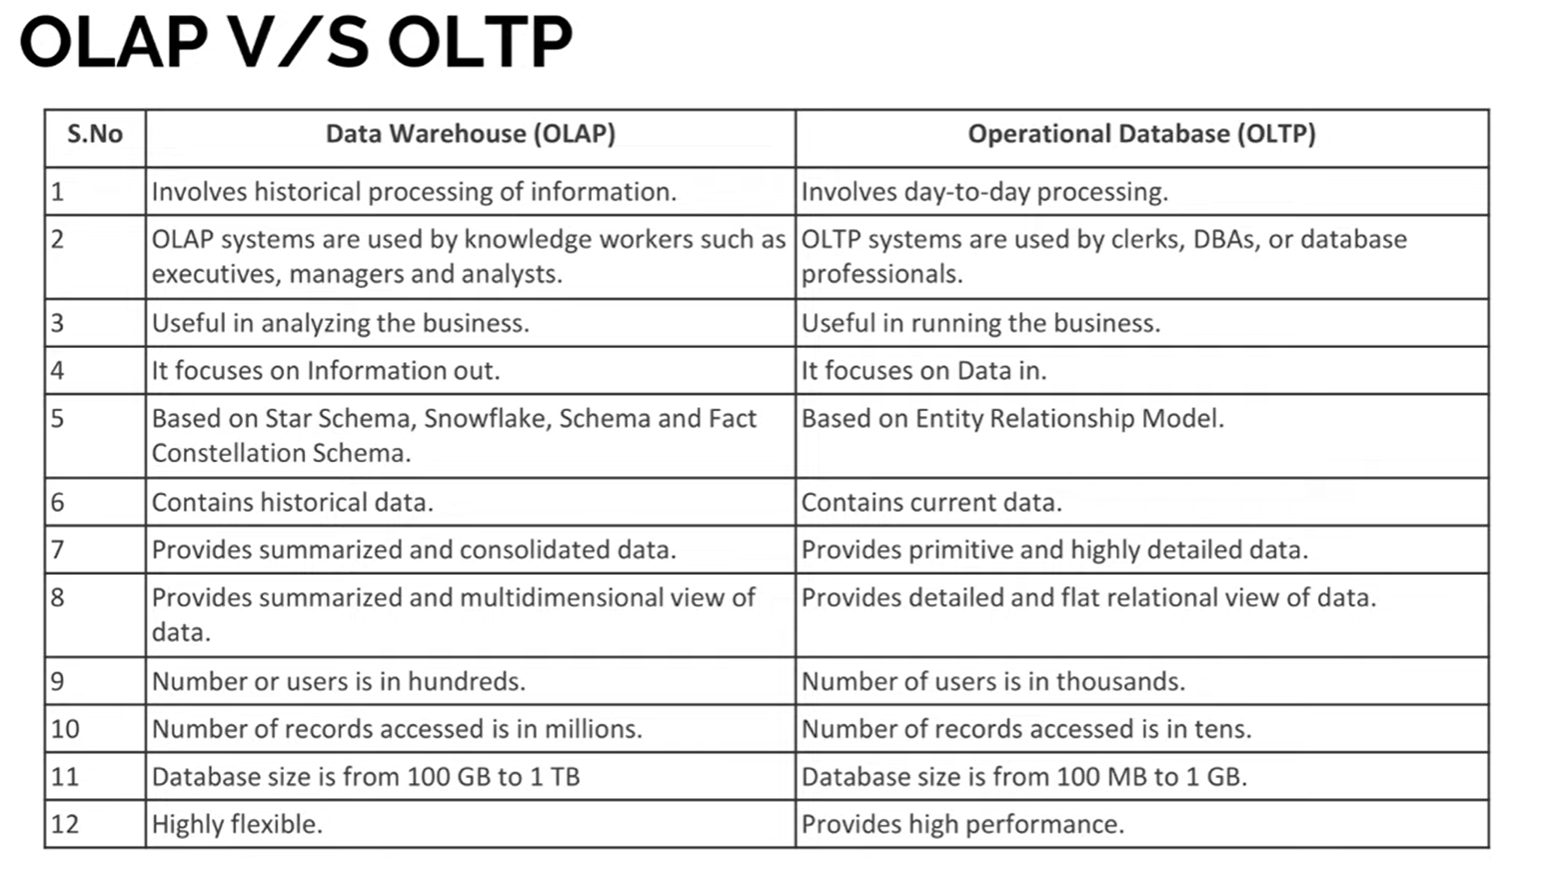 OLAP V/S OLTP
S.No Data Warehouse (OLAP) Operational Database (OLTP)
1 Involves historical processing of information. Involves day-to-day processing.
2 OLAP systems are used by knowledge workers such as executives, managers and analysts. OLTP systems are used by clerks, DBAs, or database professionals.
3 Useful in analyzing the business. Useful in running the business.
4 It focuses on Information out. It focuses on Data in.
5 Based on Star Schema, Snowflake, Schema and Fact Constellation Schema. Based on Entity Relationship Model.
6 Contains historical data. Contains current data.
7 Provides summarized and consolidated data. Provides primitive and highly detailed data.
8 Provides summarized and multidimensional view of data. Provides detailed and flat relational view of data.
9 Number or users is in hundreds. Number of users is in thousands.
10 Number of records accessed is in millions. Number of records accessed is in tens.
11 Database size is from 100 GB to 1 TB Database size is from 100 MB to 1 GB.
12 Highly flexible. Provides high performance.